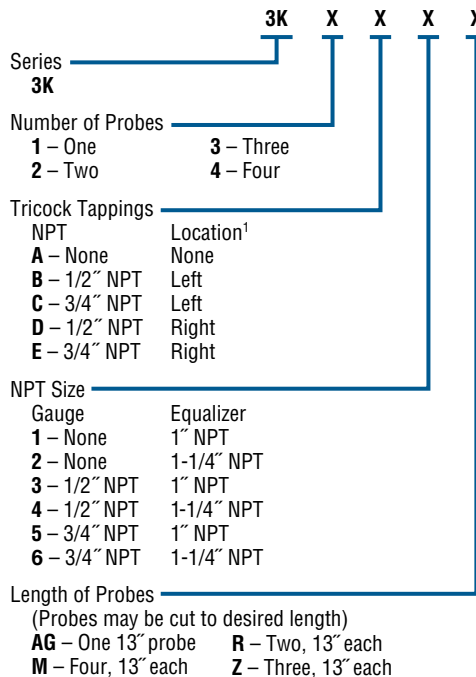 3K X X X X
Series
3K
Number of Probes
1 – One 3 – Three
2 – Two 4 – Four
Tricock Tappings
NPT Location¹
A – None None
B – 1/2˝ NPT Left
C – 3/4˝ NPT Left
D – 1/2˝ NPT Right
E – 3/4˝ NPT Right
NPT Size
Gauge Equalizer
1 – None 1˝ NPT
2 – None 1-1/4˝ NPT
3 – 1/2˝ NPT 1˝ NPT
4 – 1/2˝ NPT 1-1/4˝ NPT
5 – 3/4˝ NPT 1˝ NPT
6 – 3/4˝ NPT 1-1/4˝ NPT
Length of Probes
(Probes may be cut to desired length)
AG – One 13˝ probe R – Two, 13˝ each
M – Four, 13˝ each Z – Three, 13˝ each